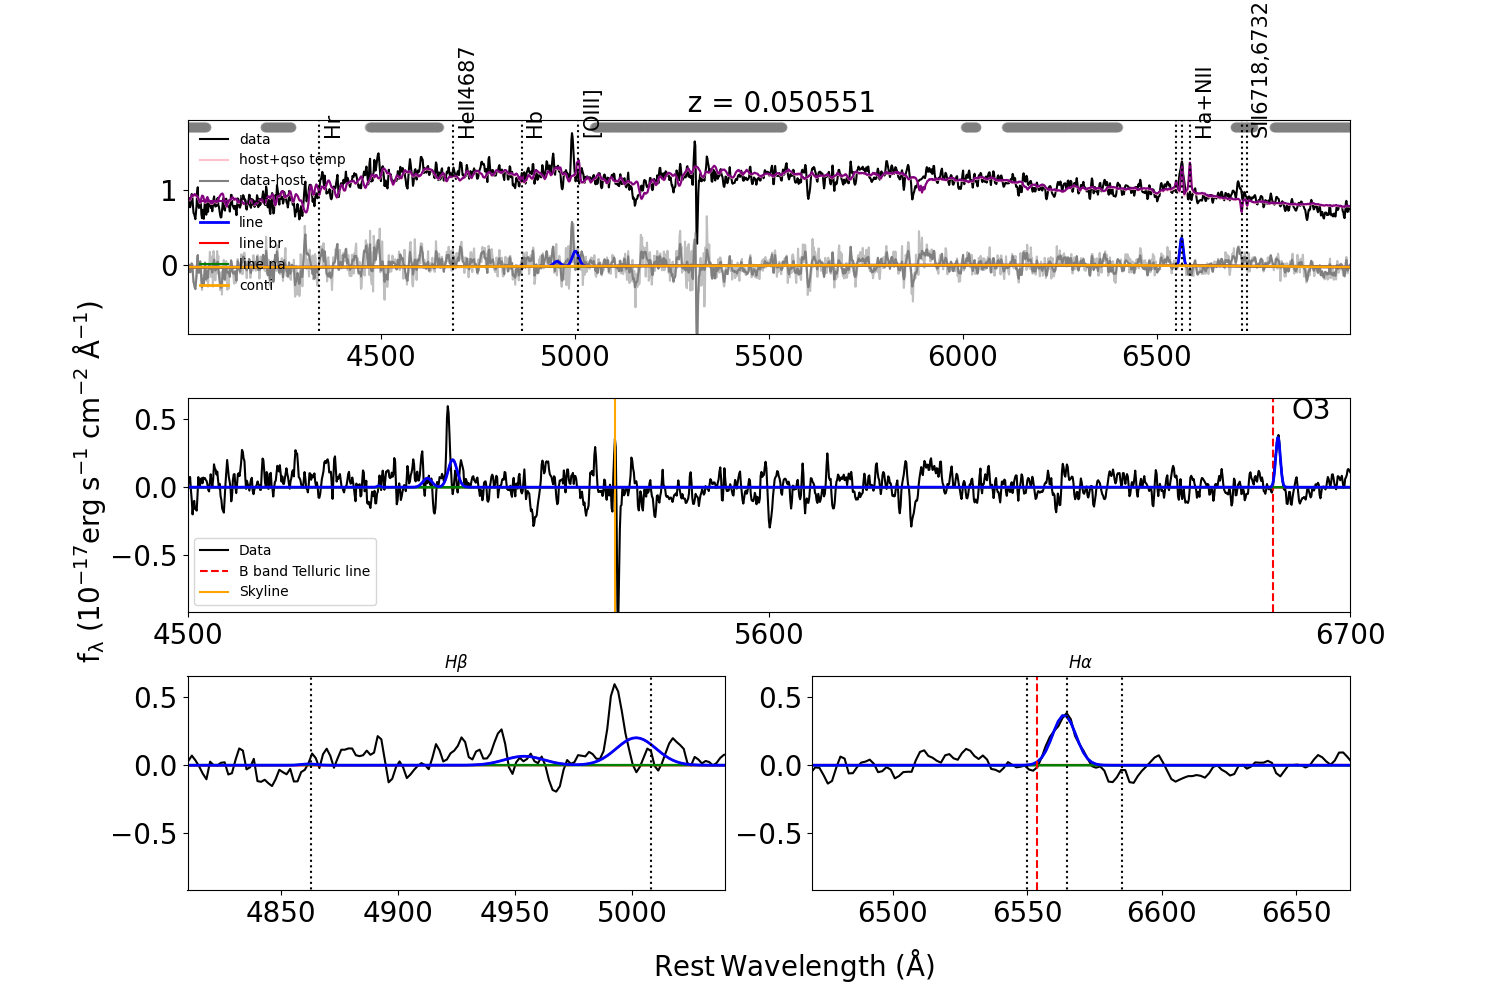 z = 0.050551
Hr
HeII4687
Hb
[OIII]
Ha+NII
SII6718,6732
data
host+qso temp
data-host
line
line br
line na
conti
1
0
4500 5000 5500 6000 6500
fλ (10⁻¹⁷erg s⁻¹ cm⁻² Å⁻¹)
O3
0.5
0.0
−0.5
Data
B band Telluric line
Skyline
4500 5600 6700
Hβ
0.5
0.0
−0.5
4850 4900 4950 5000
Hα
0.5
0.0
−0.5
6500 6550 6600 6650
Rest Wavelength (Å)